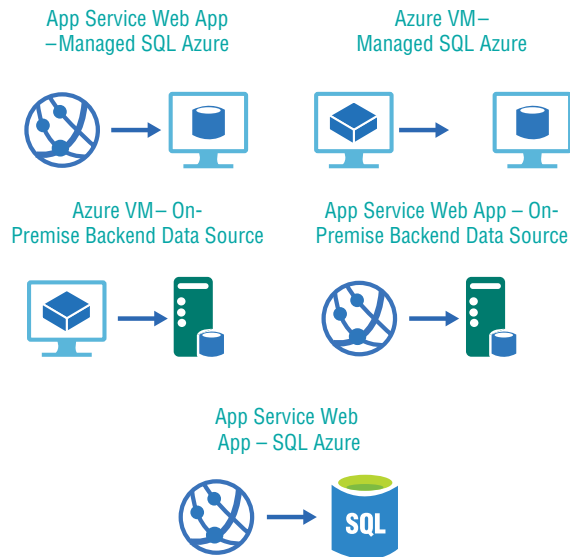 App Service Web App
–Managed SQL Azure
Azure VM–
Managed SQL Azure
Azure VM– On-
Premise Backend Data Source
App Service Web App – On-
Premise Backend Data Source
App Service Web
App – SQL Azure
SQL